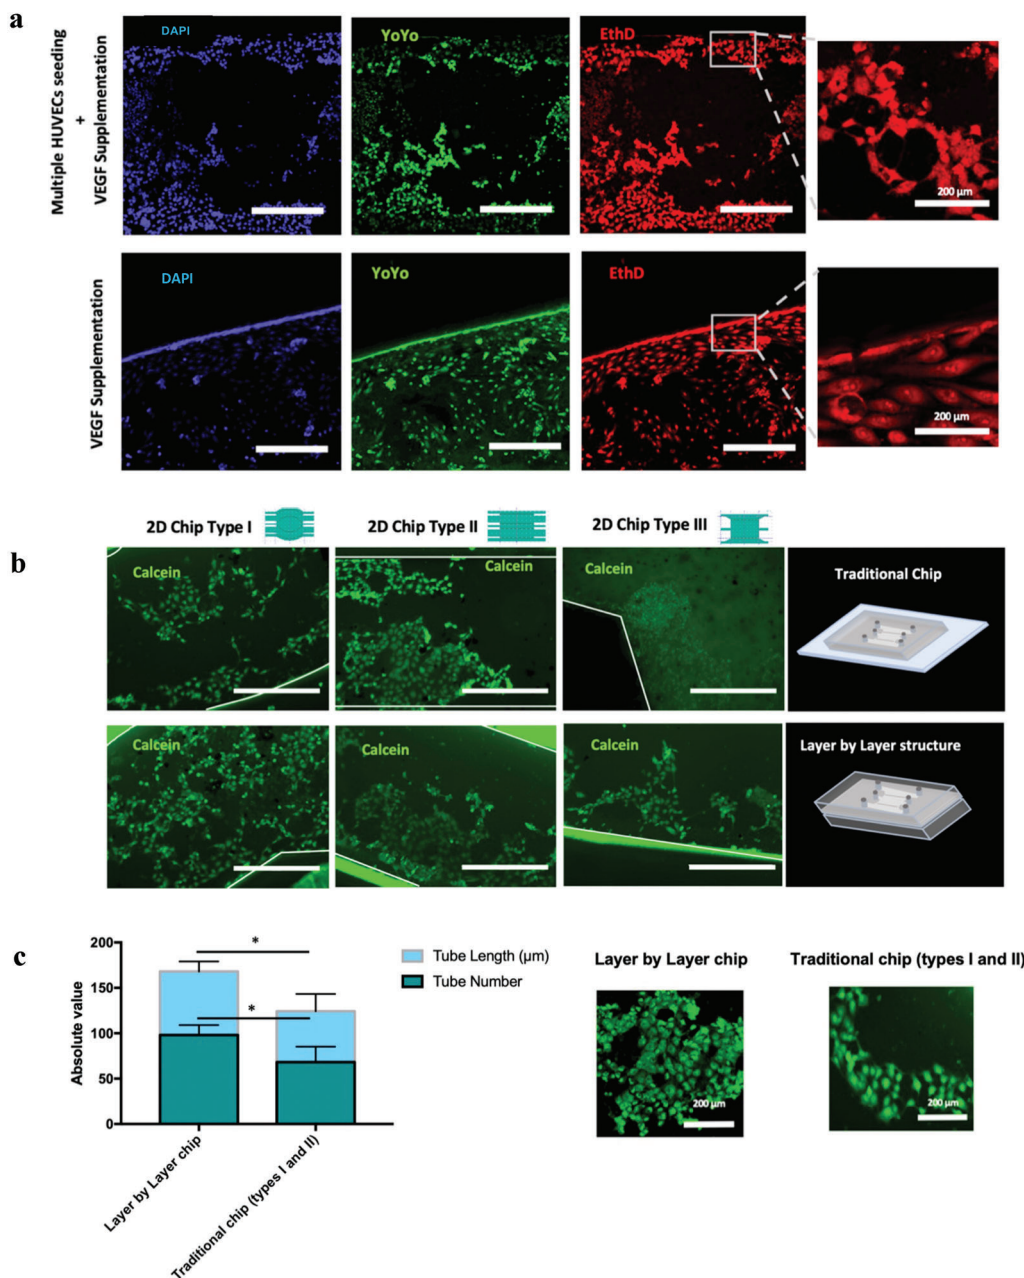 a
Multiple HUVECs seeding
+
VEGF Supplementation
DAPI
YoYo
EthD
200 μm
VEGF Supplementation
DAPI
YoYo
EthD
200 μm
b
2D Chip Type I
2D Chip Type II
2D Chip Type III
Calcein
Calcein
Calcein
Traditional Chip
Calcein
Calcein
Calcein
Layer by Layer structure
c
Absolute value
200
150
100
50
0
*
*
Layer by Layer chip
Traditional chip (types I and II)
Tube Length (μm)
Tube Number
Layer by Layer chip
200 μm
Traditional chip (types I and II)
200 μm